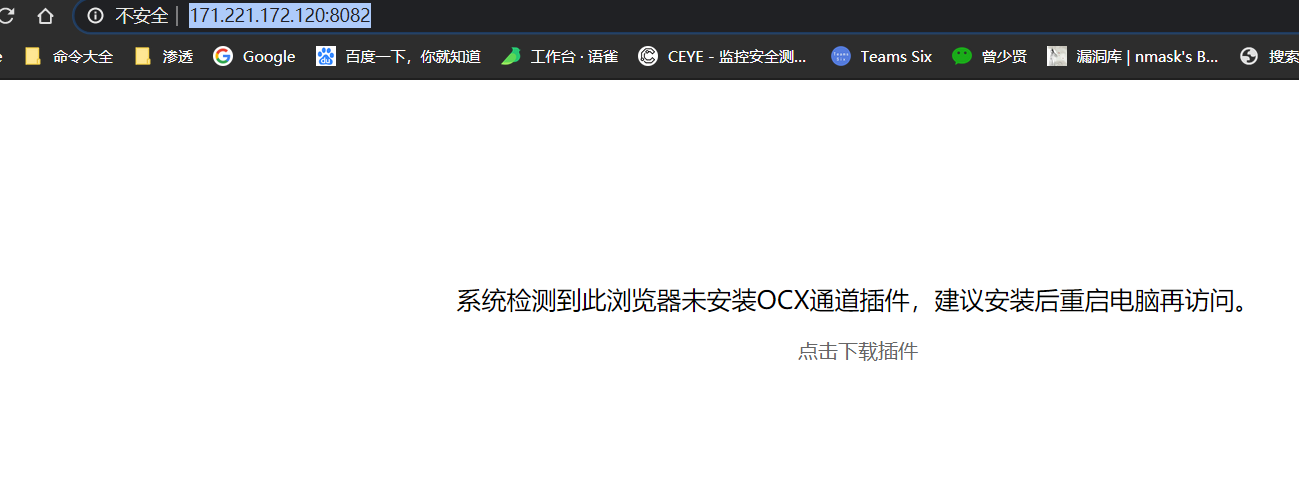 不安全 | 171.221.172.120:8082
命令大全 渗透 Google 百度一下，你就知道 工作台 · 语雀 CEYE - 监控安全测... Teams Six 曾少贤 漏洞库 | nmask's B... 搜索
系统检测到此浏览器未安装OCX通道插件，建议安装后重启电脑再访问。
点击下载插件